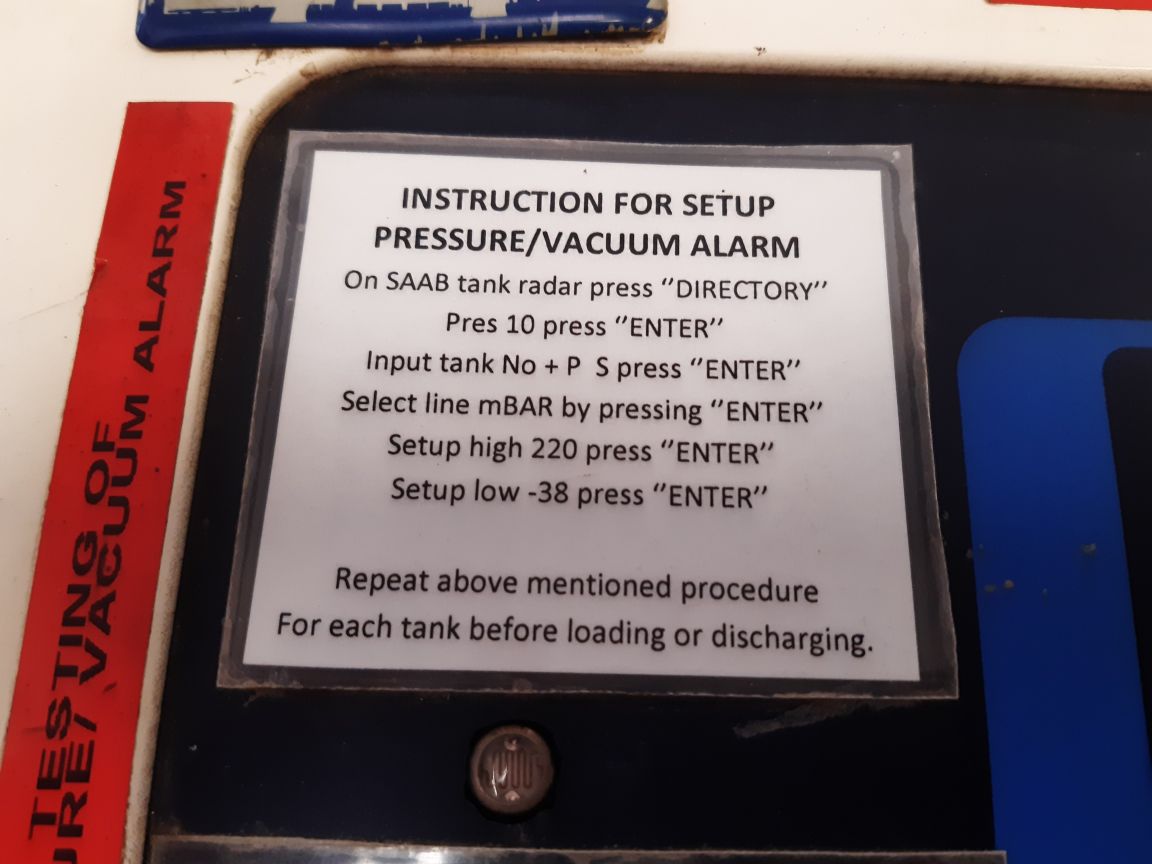 INSTRUCTION FOR SETUP
PRESSURE/VACUUM ALARM
On SAAB tank radar press ‘’DIRECTORY’’
Pres 10 press ‘’ENTER’’
Input tank No + P  S press ‘’ENTER’’
Select line mBAR by pressing ‘’ENTER’’
Setup high 220 press ‘’ENTER’’
Setup low -38 press ‘’ENTER’’
Repeat above mentioned procedure
For each tank before loading or discharging.
TESTING OF
URE/ VACUUM ALARM